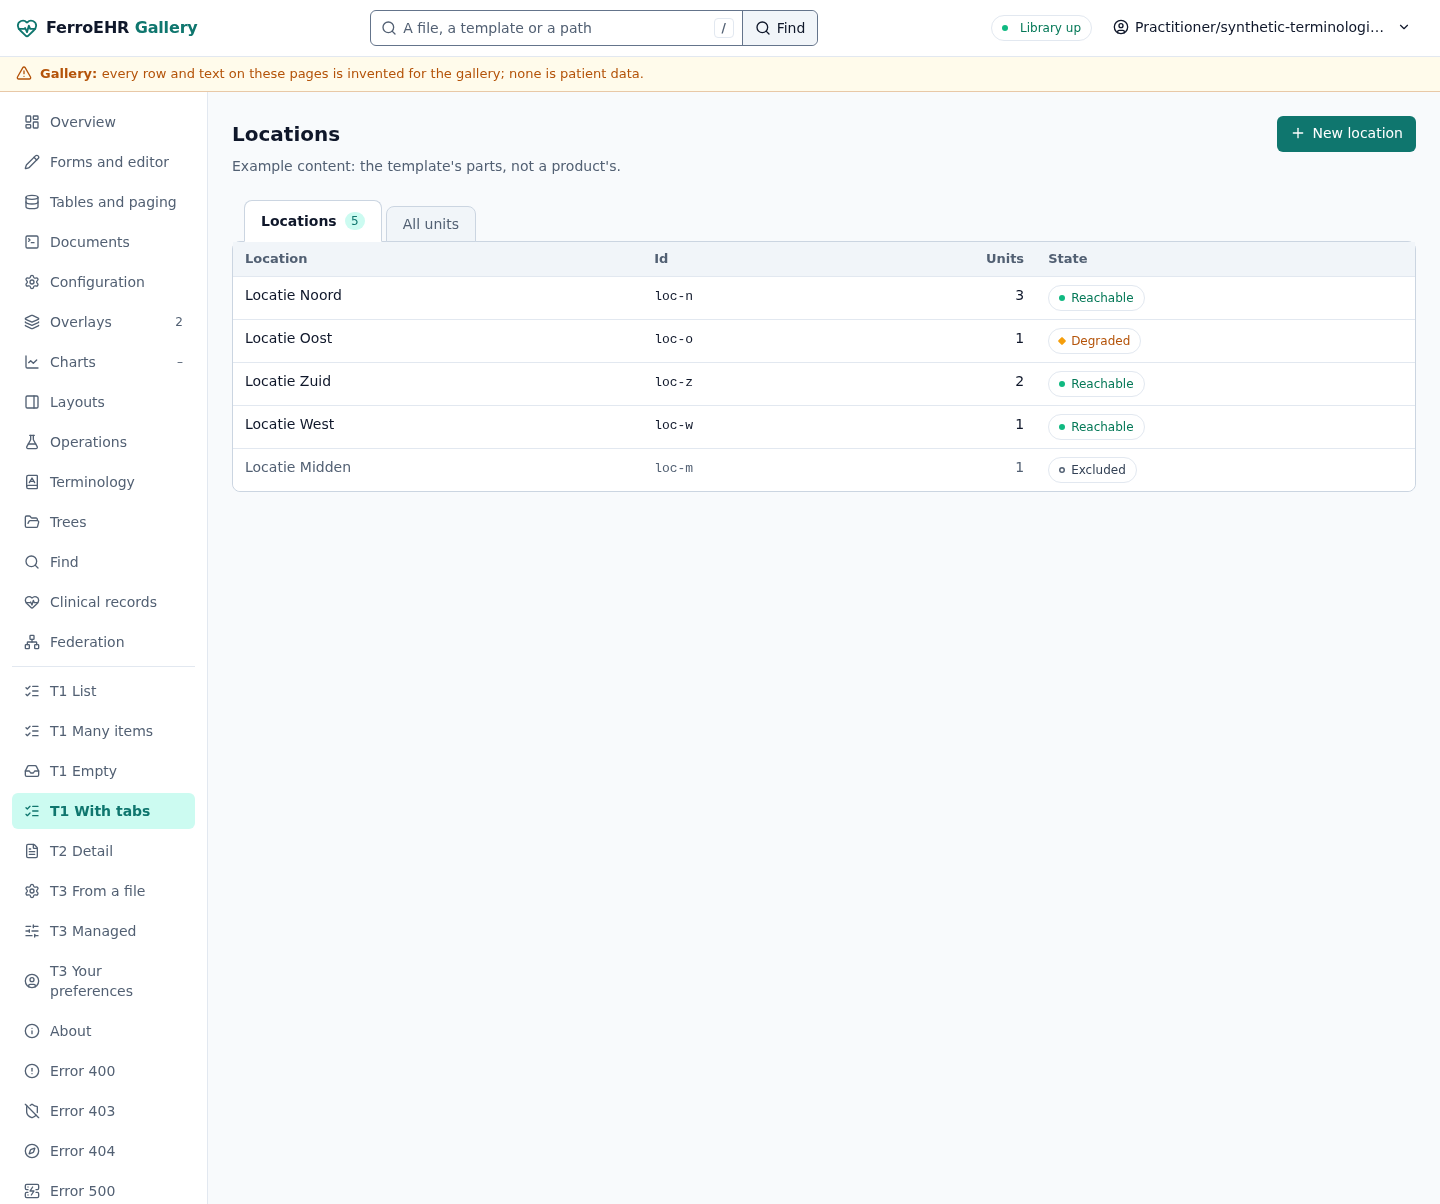 FerroEHR Gallery
A file, a template or a path
/
Find
Library up
Practitioner/synthetic-terminologi…
Gallery: every row and text on these pages is invented for the gallery; none is patient data.
Overview
Forms and editor
Tables and paging
Documents
Configuration
Overlays 2
Charts –
Layouts
Operations
Terminology
Trees
Find
Clinical records
Federation
T1 List
T1 Many items
T1 Empty
T1 With tabs
T2 Detail
T3 From a file
T3 Managed
T3 Your
preferences
About
Error 400
Error 403
Error 404
Error 500
Locations
New location
Example content: the template's parts, not a product's.
Locations 5
All units
Location Id Units State
Locatie Noord loc-n 3 Reachable
Locatie Oost loc-o 1 Degraded
Locatie Zuid loc-z 2 Reachable
Locatie West loc-w 1 Reachable
Locatie Midden loc-m 1 Excluded